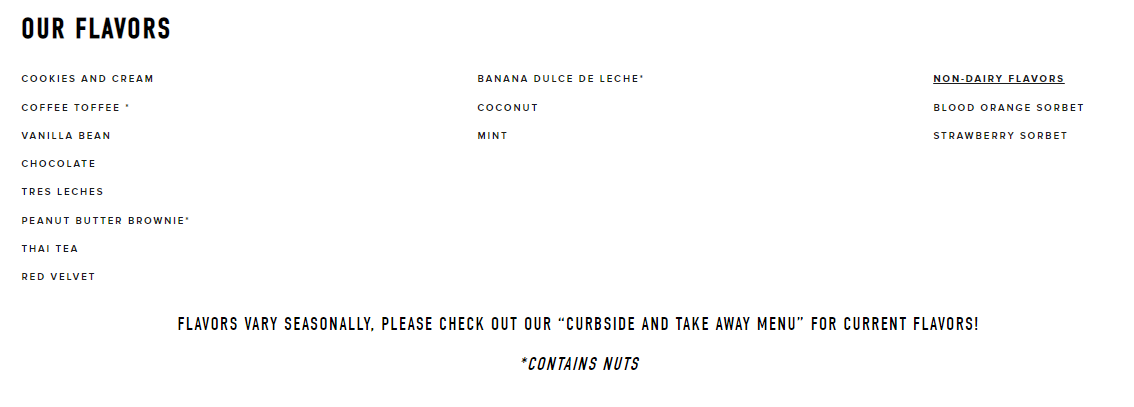 OUR FLAVORS
COOKIES AND CREAM
COFFEE TOFFEE *
VANILLA BEAN
CHOCOLATE
TRES LECHES
PEANUT BUTTER BROWNIE*
THAI TEA
RED VELVET
BANANA DULCE DE LECHE*
COCONUT
MINT
NON-DAIRY FLAVORS
BLOOD ORANGE SORBET
STRAWBERRY SORBET
FLAVORS VARY SEASONALLY, PLEASE CHECK OUT OUR “CURBSIDE AND TAKE AWAY MENU” FOR CURRENT FLAVORS!
*CONTAINS NUTS